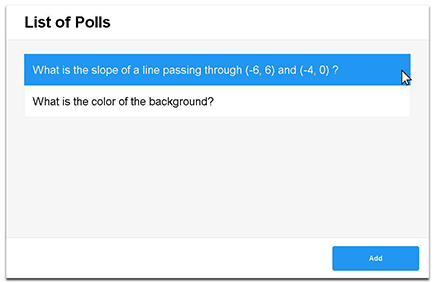 List of Polls
What is the slope of a line passing through (-6, 6) and (-4, 0) ?
What is the color of the background?
Add